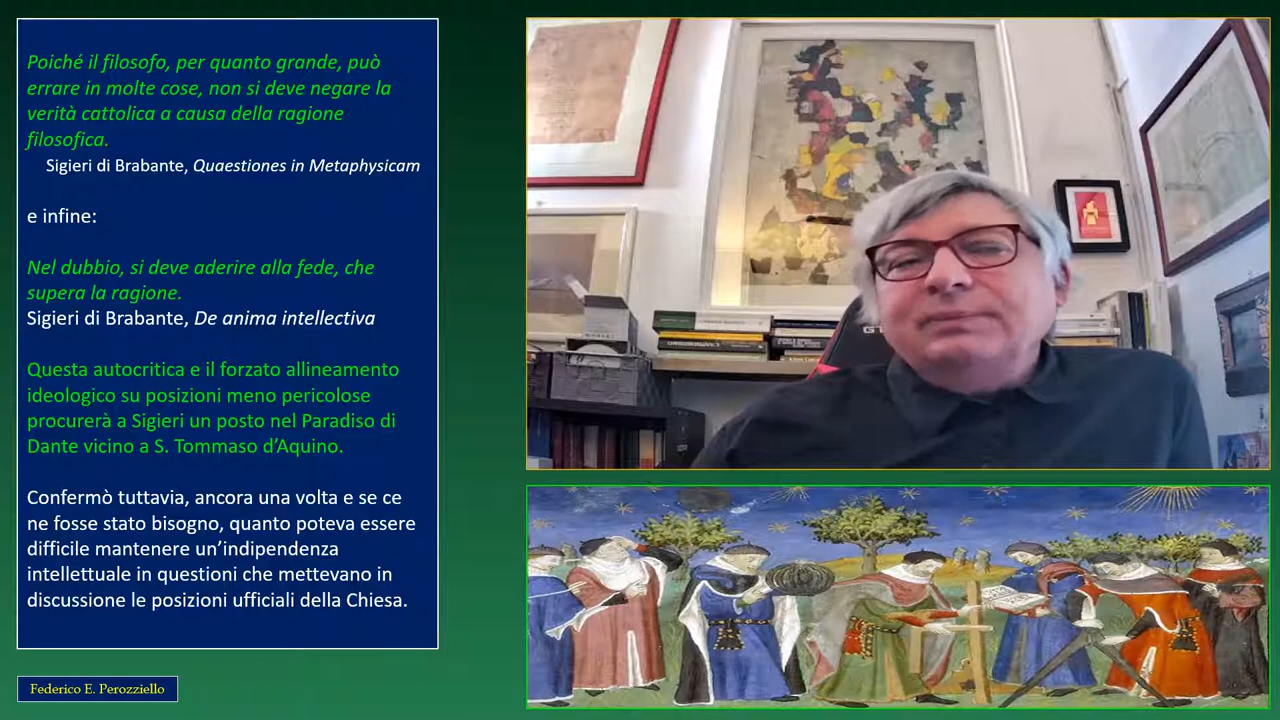 Poiché il filosofo, per quanto grande, può
errare in molte cose, non si deve negare la
verità cattolica a causa della ragione
filosofica.
Sigieri di Brabante, Quaestiones in Metaphysicam
e infine:
Nel dubbio, si deve aderire alla fede, che
supera la ragione.
Sigieri di Brabante, De anima intellectiva
Questa autocritica e il forzato allineamento
ideologico su posizioni meno pericolose
procurerà a Sigieri un posto nel Paradiso di
Dante vicino a S. Tommaso d’Aquino.
Confermò tuttavia, ancora una volta e se ce
ne fosse stato bisogno, quanto poteva essere
difficile mantenere un’indipendenza
intellettuale in questioni che mettevano in
discussione le posizioni ufficiali della Chiesa.
Federico E. Perozziello